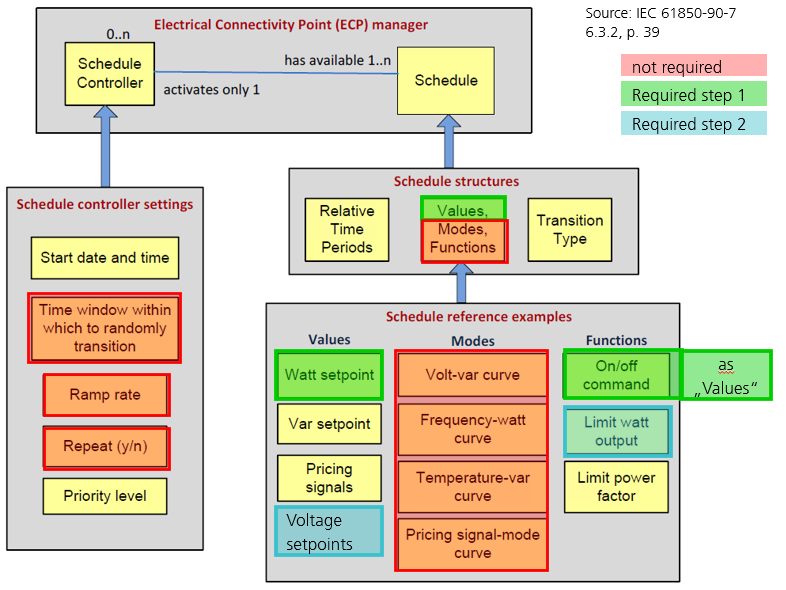 Electrical Connectivity Point (ECP) manager
0..n
Schedule
Controller
has available 1..n
activates only 1
Schedule
Source: IEC 61850-90-7
6.3.2, p. 39
not required
Required step 1
Required step 2
Schedule controller settings
Start date and time
Time window within
which to randomly
transition
Ramp rate
Repeat (y/n)
Priority level
Schedule structures
Relative
Time
Periods
Values,
Modes,
Functions
Transition
Type
Schedule reference examples
Values
Watt setpoint
Var setpoint
Pricing
signals
Voltage
setpoints
Modes
Volt-var curve
Frequency-watt
curve
Temperature-var
curve
Pricing signal-mode
curve
Functions
On/off
command
as
„Values“
Limit watt
output
Limit power
factor